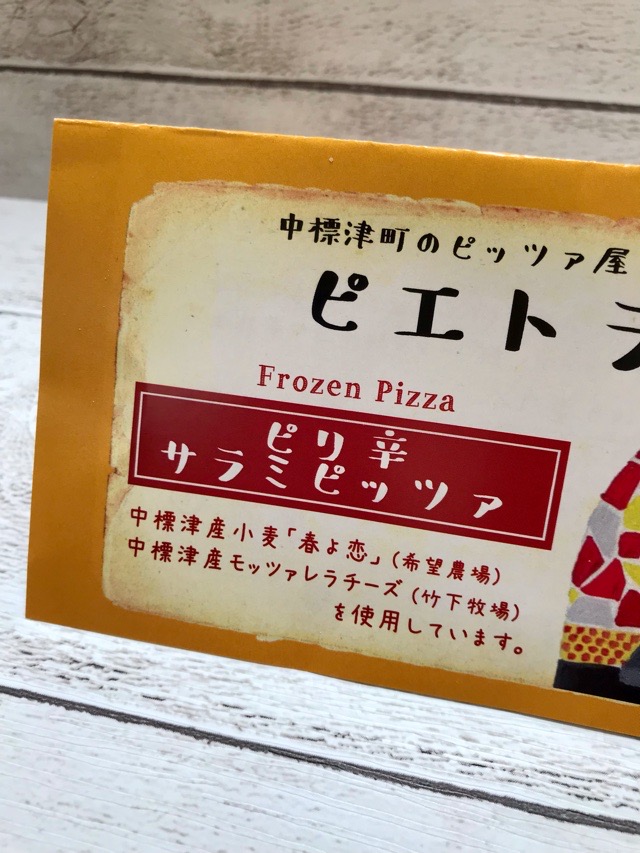 中標津町のピッツァ屋
ピエト
Frozen Pizza
ピリ辛
サラミピッツァ
中標津産小麦「春よ恋」(希望農場)
中標津産モッツァレラチーズ(竹下牧場)
を使用しています。